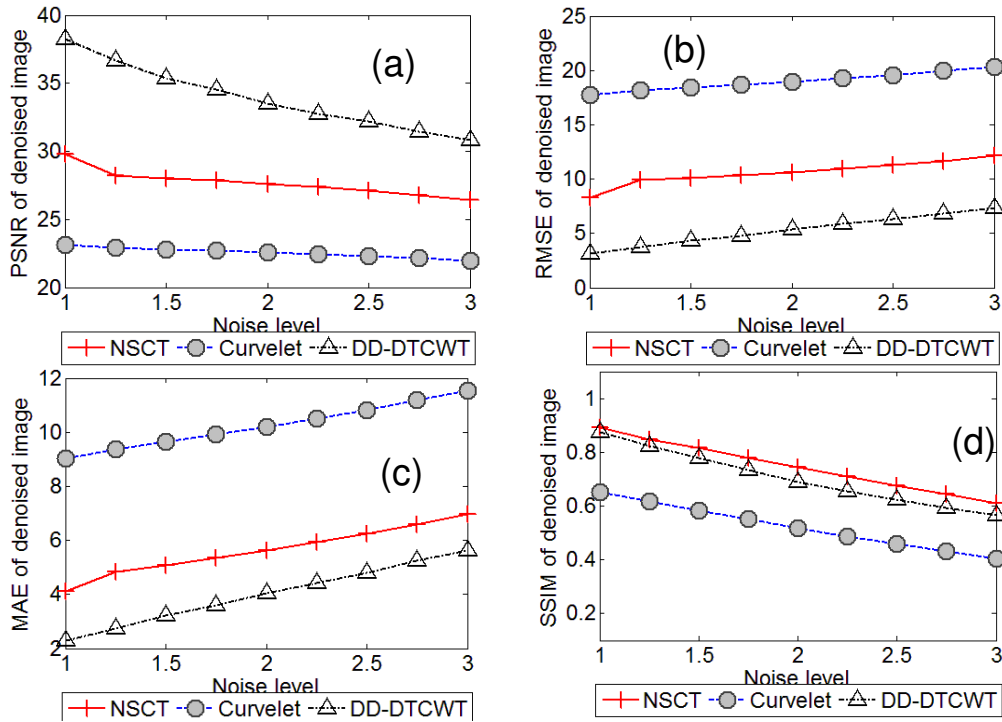 (a)
PSNR of denoised image
40
35
30
25
20
1 1.5 2 2.5 3
Noise level
NSCT Curvelet DD-DTCWT
(b)
RMSE of denoised image
25
20
15
10
5
0
1 1.5 2 2.5 3
Noise level
NSCT Curvelet DD-DTCWT
(c)
MAE of denoised image
12
10
8
6
4
2
1 1.5 2 2.5 3
Noise level
NSCT Curvelet DD-DTCWT
(d)
SSIM of denoised image
1
0.8
0.6
0.4
0.2
1 1.5 2 2.5 3
Noise level
NSCT Curvelet DD-DTCWT